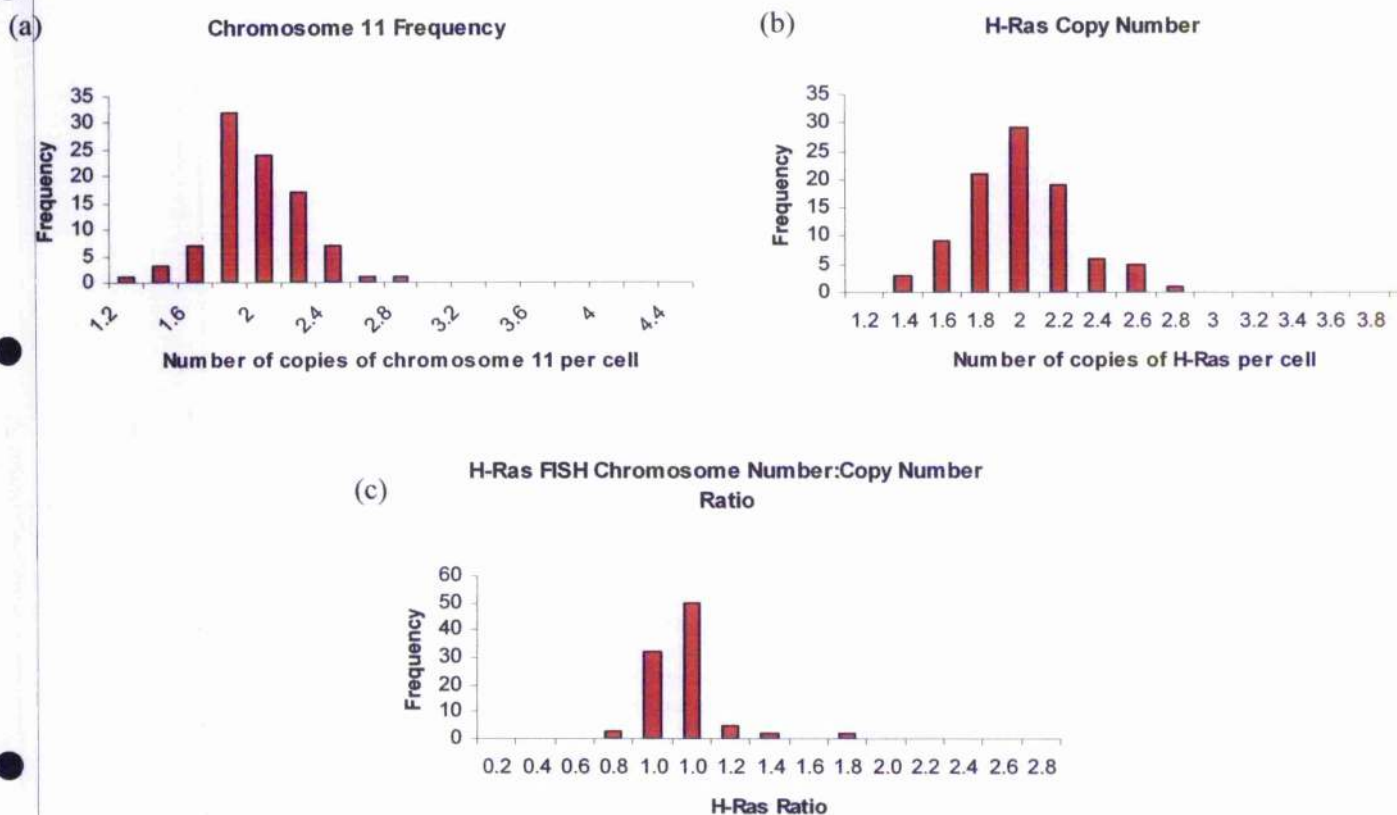 (a)
Chromosome 11 Frequency
35
30
25
20
15
10
5
0
Frequency
1.2 1.6 2 2.4 2.8 3.2 3.6 4 4.4
Number of copies of chromosome 11 per cell
(b)
H-Ras Copy Number
35
30
25
20
15
10
5
0
Frequency
1.2 1.4 1.6 1.8 2 2.2 2.4 2.6 2.8 3 3.2 3.4 3.6 3.8
Number of copies of H-Ras per cell
(c)
H-Ras FISH Chromosome Number:Copy Number
Ratio
60
50
40
30
20
10
0
Frequency
0.2 0.4 0.6 0.8 1.0 1.0 1.2 1.4 1.6 1.8 2.0 2.2 2.4 2.6 2.8
H-Ras Ratio